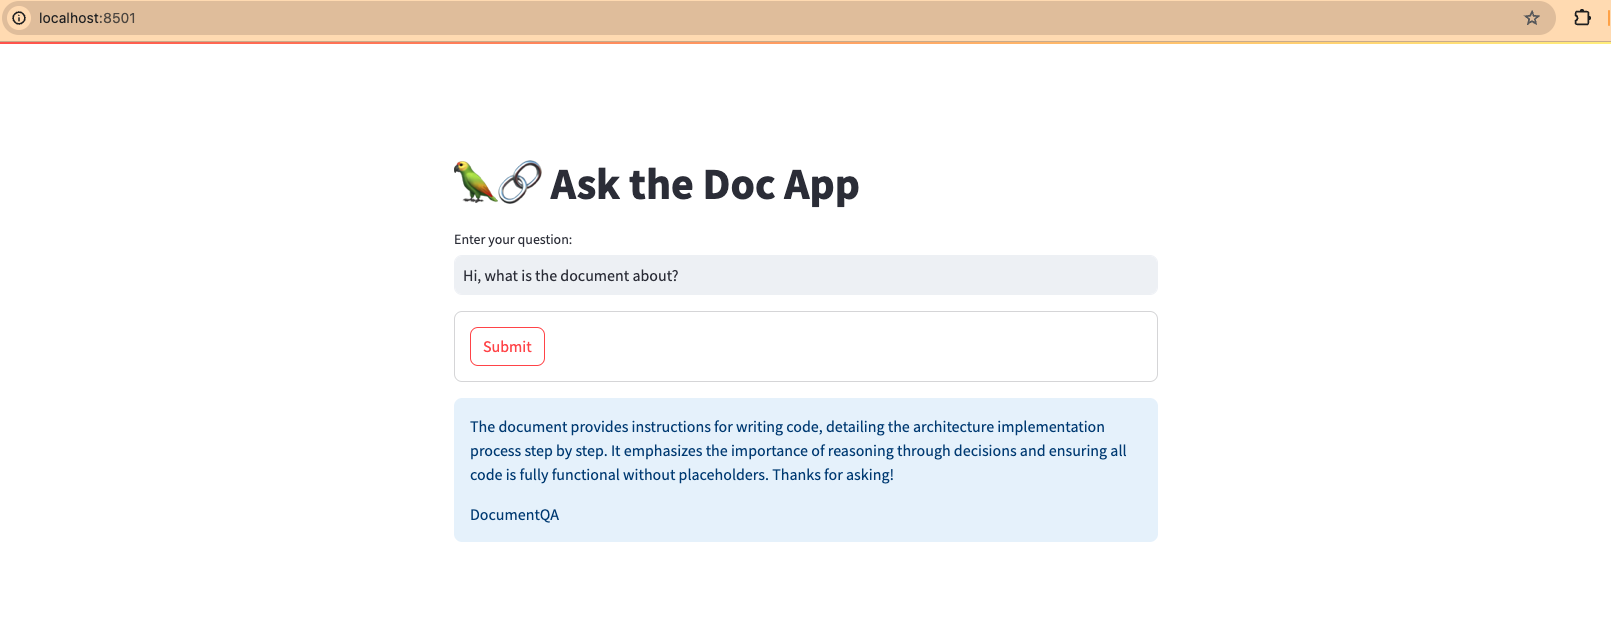 localhost:8501
Ask the Doc App
Enter your question:
Hi, what is the document about?
Submit
The document provides instructions for writing code, detailing the architecture implementation
process step by step. It emphasizes the importance of reasoning through decisions and ensuring all
code is fully functional without placeholders. Thanks for asking!
DocumentQA